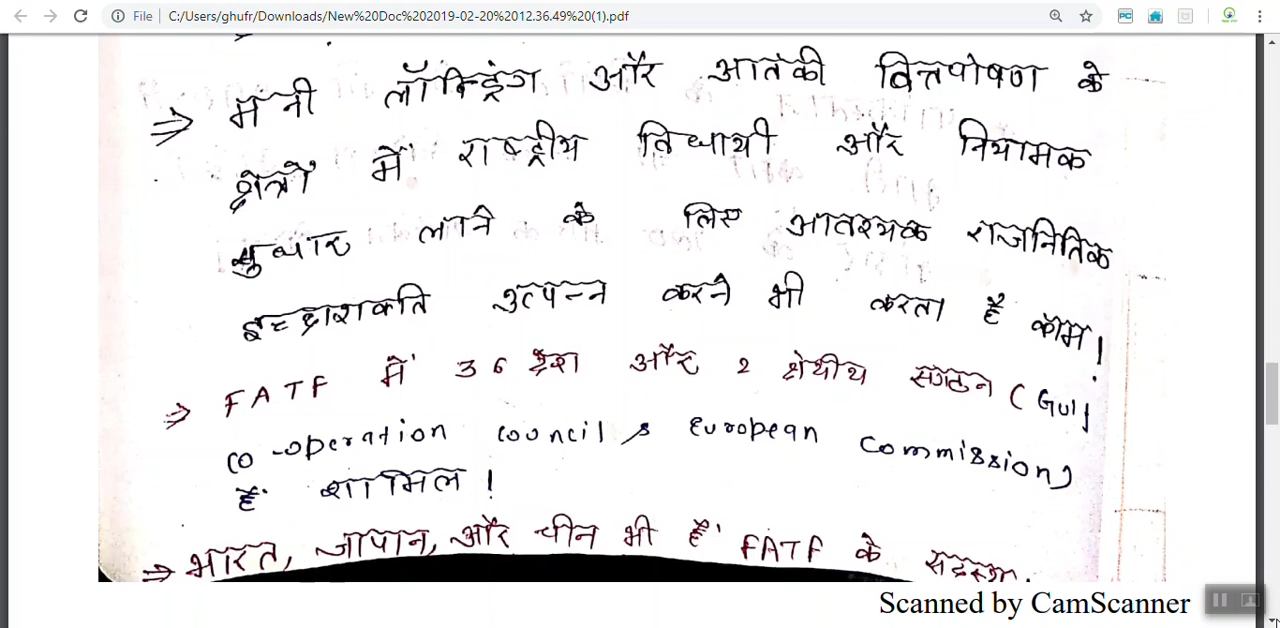 File | C:/Users/ghufr/Downloads/New%20Doc%202019-02-20%2012.36.49%20(1).pdf
PC
⇒ मनी लॉन्ड्रिंग और आतंकी वित्तपोषण के
क्षेत्रों में राष्ट्रीय विधायी और नियामक
सुधार लाने के लिए आवश्यक राजनितिक
इच्छाशक्ति उत्पन्न करने भी करता है काम!
⇒ FATF में 36 देश और 2 क्षेत्रीय संगठन (Gulf
co-operation council & European Commission)
हैं शामिल!
⇒ भारत, जापान, और चीन भी हैं FATF के सदस्य.
Scanned by CamScanner